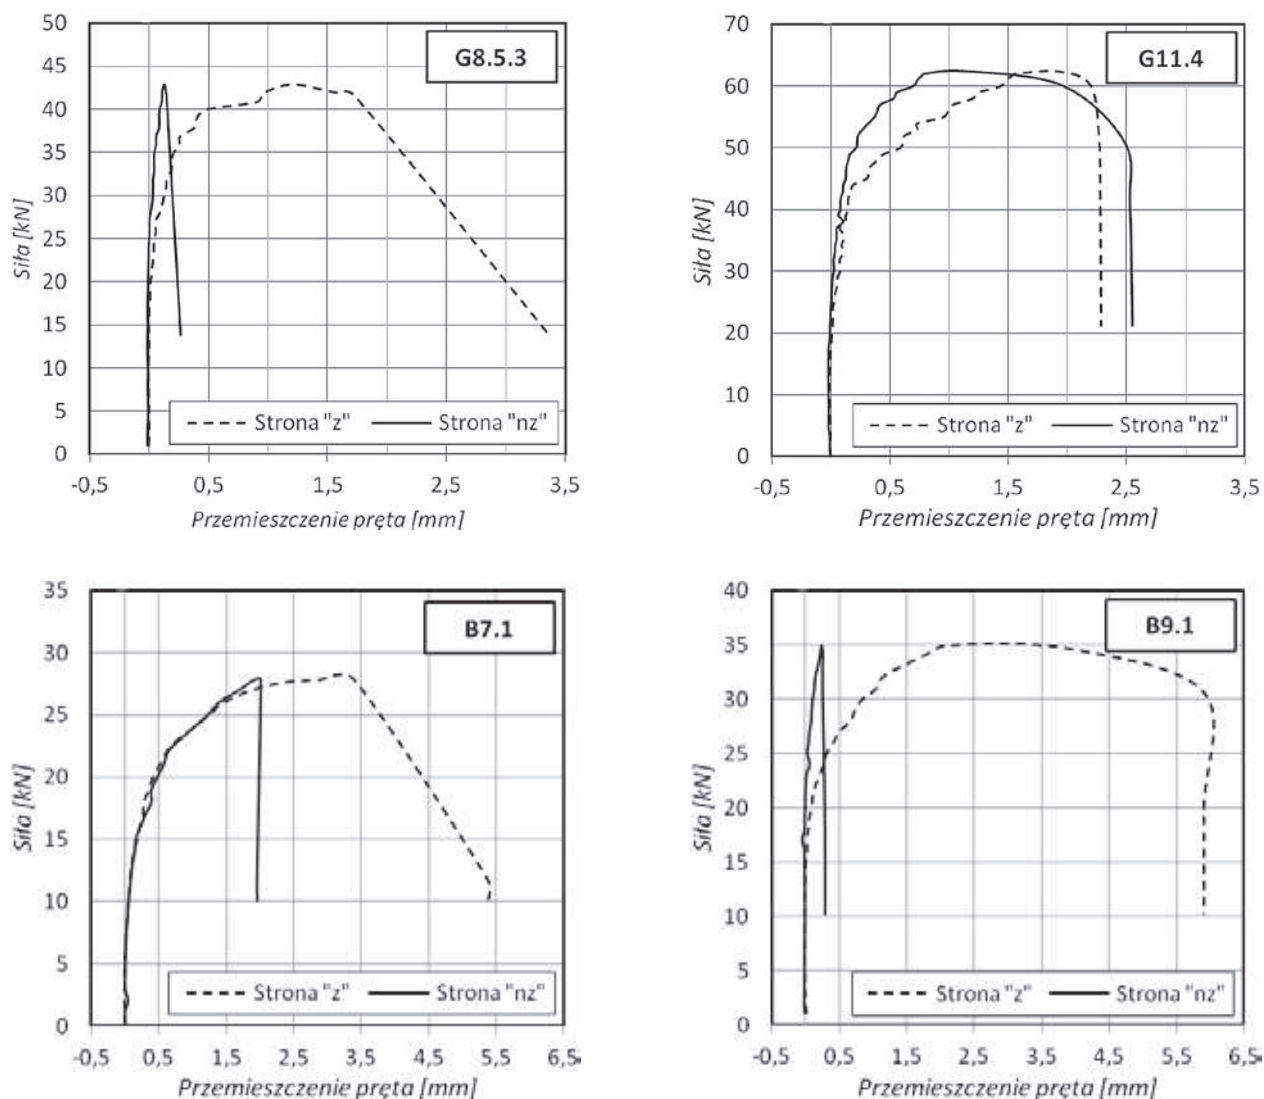 50
45
40
35
30
25
20
15
10
5
0
Siła [kN]
G8.5.3
Strona "z" Strona "nz"
-0,5 0,5 1,5 2,5 3,5
Przemieszczenie pręta [mm]
70
60
50
40
30
20
10
0
Siła [kN]
G11.4
Strona "z" Strona "nz"
-0,5 0,5 1,5 2,5 3,5
Przemieszczenie pręta [mm]
35
30
25
20
15
10
5
0
Siła [kN]
B7.1
Strona "z" Strona "nz"
-0,5 0,5 1,5 2,5 3,5 4,5 5,5 6,5
Przemieszczenie pręta [mm]
40
35
30
25
20
15
10
5
0
Siła [kN]
B9.1
Strona "z" Strona "nz"
-0,5 0,5 1,5 2,5 3,5 4,5 5,5 6,5
Przemieszczenie pręta [mm]